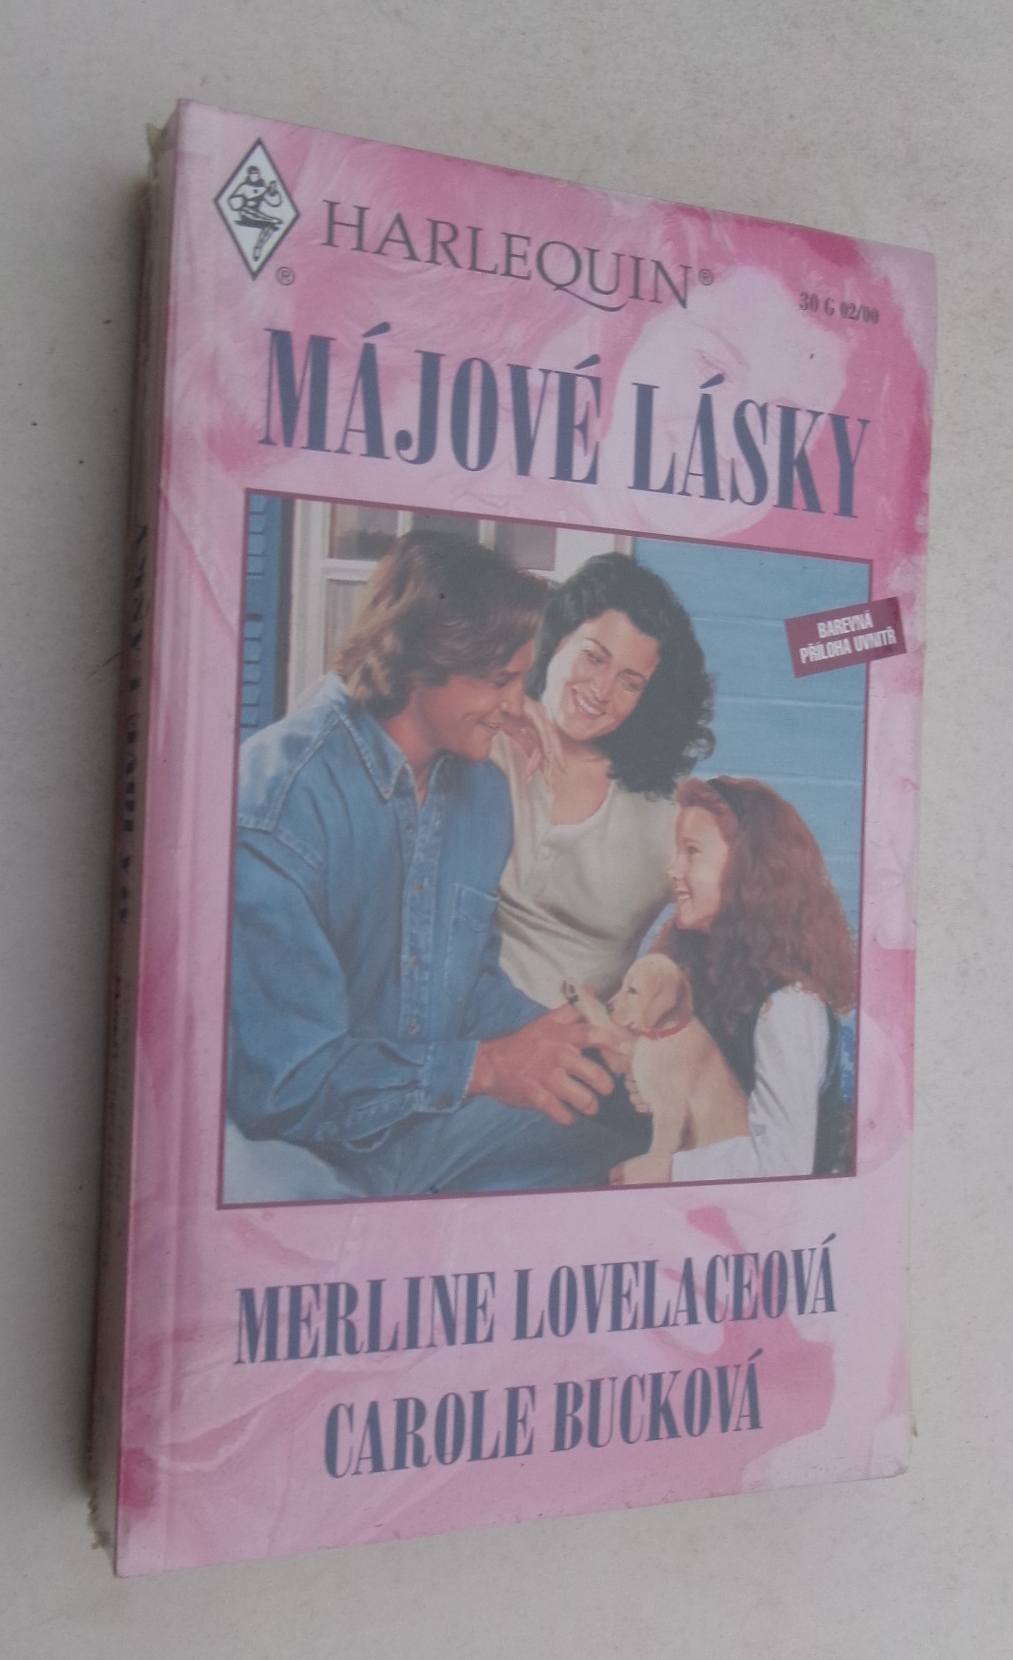 HARLEQUIN®
®
30 G 02/00
MÁJOVÉ LÁSKY
BAREVNÁ
PŘÍLOHA UVNITŘ
MERLINE LOVELACEOVÁ
CAROLE BUCKOVÁ